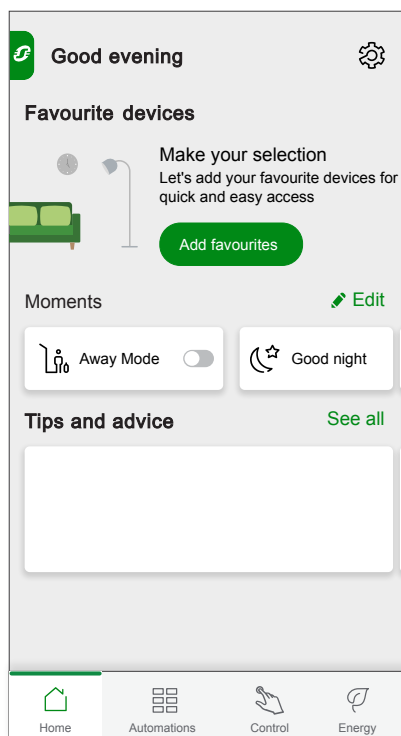 Good evening
Favourite devices
Make your selection
Let's add your favourite devices for
quick and easy access
Add favourites
Moments
Edit
Away Mode
Good night
Tips and advice
See all
Home
Automations
Control
Energy